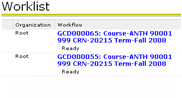 Worklist
Organization Workflow
Root GCD000065: Course-ANTH 90001
999 CRN-20215 Term-Fall 2008
Ready
Root GCD000055: Course-ANTH 90001
999 CRN-20215 Term-Fall 2008
Ready